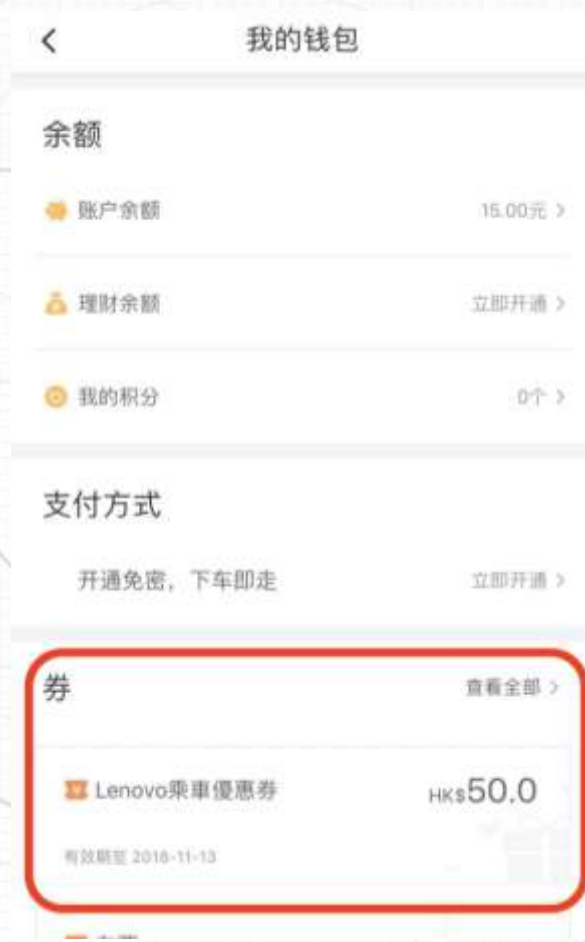 我的钱包
余额
账户余额 15.00元 >
理财余额 立即开通 >
我的积分 0个 >
支付方式
开通免密，下车即走 立即开通 >
券 查看全部 >
Lenovo乘車優惠券 HK$50.0
有效期至 2018-11-13